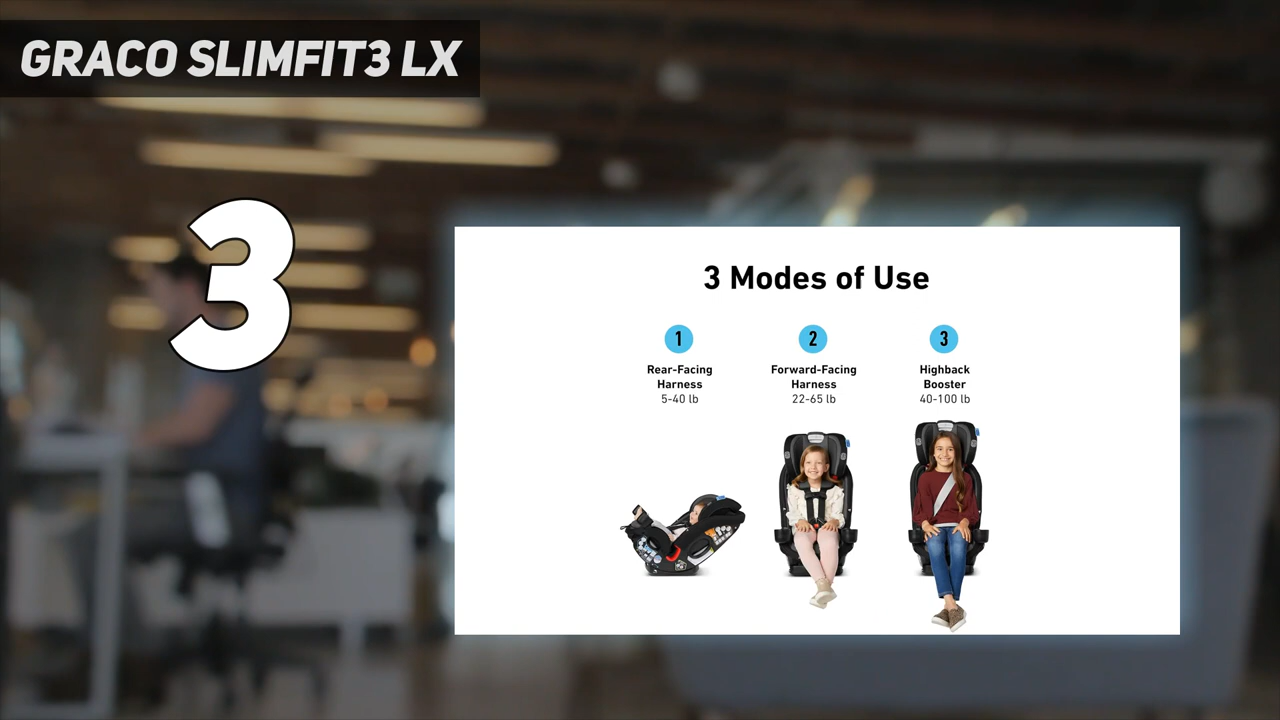 GRACO SLIMFIT3 LX
3
3 Modes of Use
1
Rear-Facing
Harness
5-40 lb
2
Forward-Facing
Harness
22-65 lb
3
Highback
Booster
40-100 lb